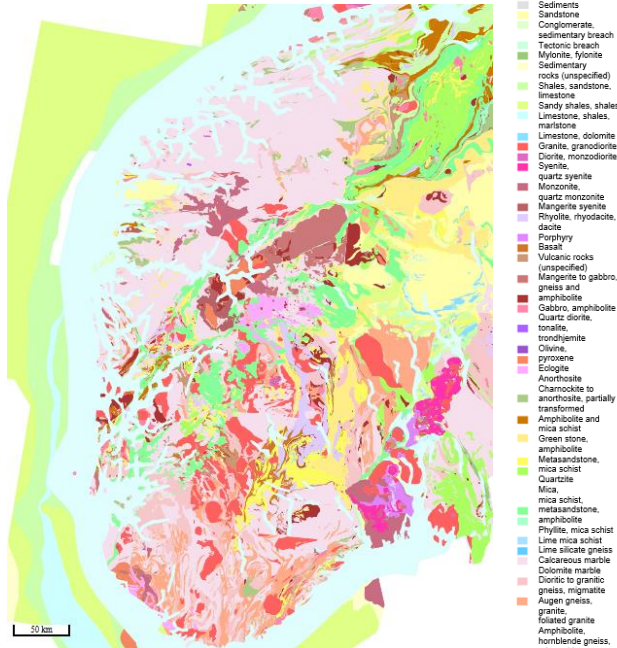 Sediments
Sandstone
Conglomerate,
sedimentary breach
Tectonic breach
Mylonite, fylonite
Sedimentary
rocks (unspecified)
Shales, sandstone,
limestone
Sandy shales, shales
Limestone, shales,
marlstone
Limestone, dolomite
Granite, granodiorite
Diorite, monzodiorite
Syenite,
quartz syenite
Monzonite,
quartz monzonite
Mangerite syenite
Rhyolite, rhyodacite,
dacite
Porphyry
Basalt
Vulcanic rocks
(unspecified)
Mangerite to gabbro,
gneiss and
amphibolite
Gabbro, amphibolite
Quartz diorite,
tonalite,
trondhjemite
Olivine,
pyroxene
Eclogite
Anorthosite
Charnockite to
anorthosite, partially
transformed
Amphibolite and
mica schist
Green stone,
amphibolite
Metasandstone,
mica schist
Quartzite
Mica,
mica schist,
metasandstone,
amphibolite
Phyllite, mica schist
Lime mica schist
Lime silicate gneiss
Calcareous marble
Dolomite marble
Dioritic to granitic
gneiss, migmatite
Augen gneiss,
granite,
foliated granite
Amphibole,
hornblende gneiss,
50 km